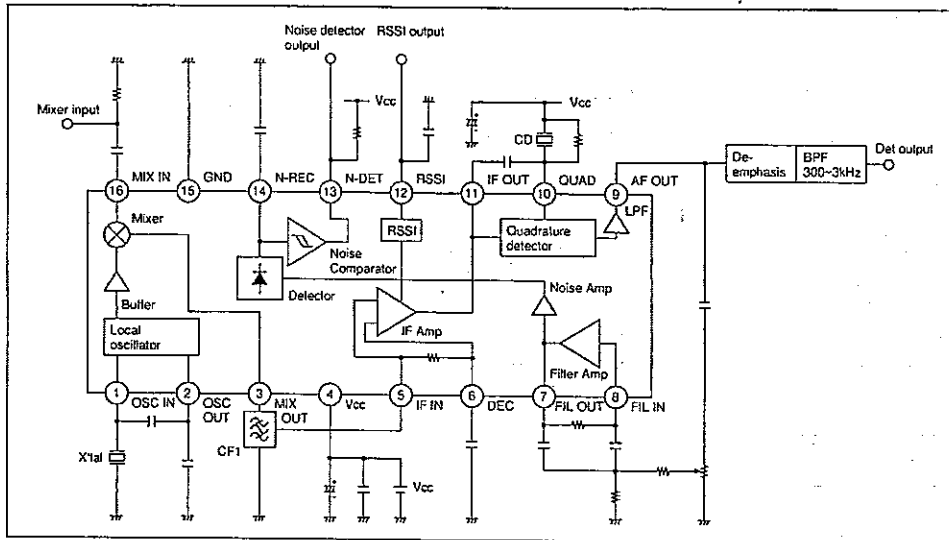 Noise detector
output
RSSI output
Vcc
Vcc
Mixer input
CD
De-
emphasis
BPF
300~3kHz
Det output
16
MIX IN
15
GND
14
N-REC
13
N-DET
12
RSSI
11
IF OUT
10
QUAD
9
AF OUT
LPF
Mixer
RSSI
Quadrature
detector
Noise
Comparator
Detector
Noise Amp
Buffer
IF Amp
Local
oscillator
Filter Amp
1
OSC IN
2
OSC
OUT
3
MIX
OUT
4
Vcc
5
IF IN
6
DEC
7
FIL OUT
8
FIL IN
CF1
X'tal
Vcc